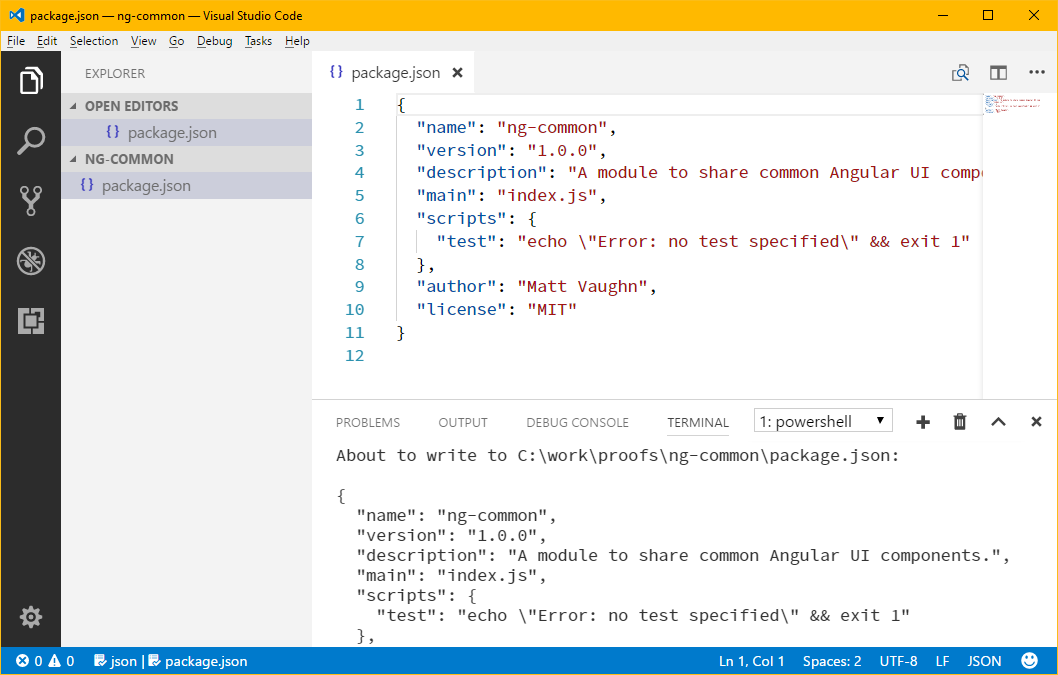 package.json — ng-common — Visual Studio Code
File Edit Selection View Go Debug Tasks Help
EXPLORER
OPEN EDITORS
{} package.json
NG-COMMON
{} package.json
{} package.json
1 {
2 "name": "ng-common",
3 "version": "1.0.0",
4 "description": "A module to share common Angular UI comp
5 "main": "index.js",
6 "scripts": {
7 "test": "echo \"Error: no test specified\" && exit 1"
8 },
9 "author": "Matt Vaughn",
10 "license": "MIT"
11 }
12
PROBLEMS OUTPUT DEBUG CONSOLE TERMINAL 1: powershell
About to write to C:\work\proofs\ng-common\package.json:
{
"name": "ng-common",
"version": "1.0.0",
"description": "A module to share common Angular UI components.",
"main": "index.js",
"scripts": {
"test": "echo \"Error: no test specified\" && exit 1"
},
0 0 json | package.json Ln 1, Col 1 Spaces: 2 UTF-8 LF JSON